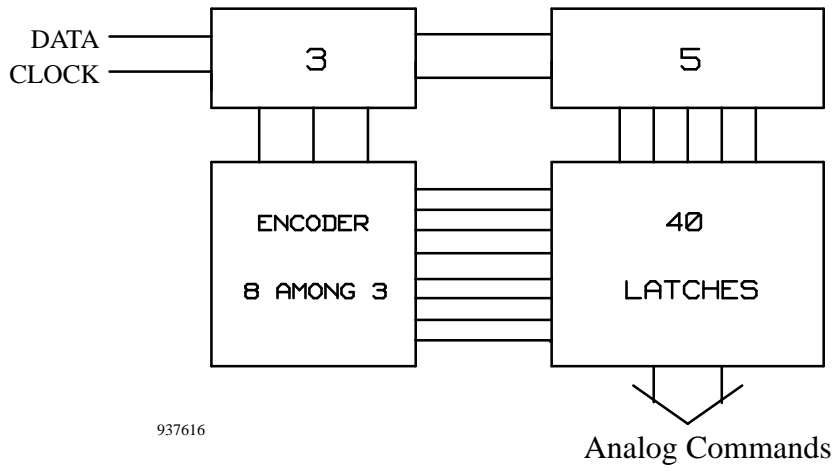 DATA
CLOCK
3
5
ENCODER
8 AMONG 3
40
LATCHES
937616
Analog Commands